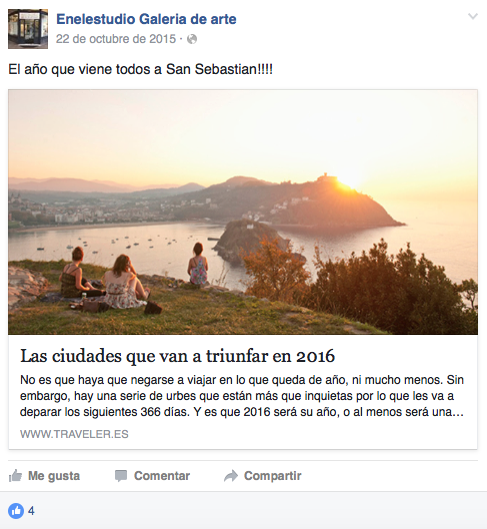 Enelestudio Galeria de arte
22 de octubre de 2015 ·
El año que viene todos a San Sebastian!!!!
Las ciudades que van a triunfar en 2016
No es que haya que negarse a viajar en lo que queda de año, ni mucho menos. Sin
embargo, hay una serie de urbes que están más que inquietas por lo que les va a
deparar los siguientes 366 días. Y es que 2016 será su año, o al menos será una...
WWW.TRAVELER.ES
Me gusta Comentar Compartir
4